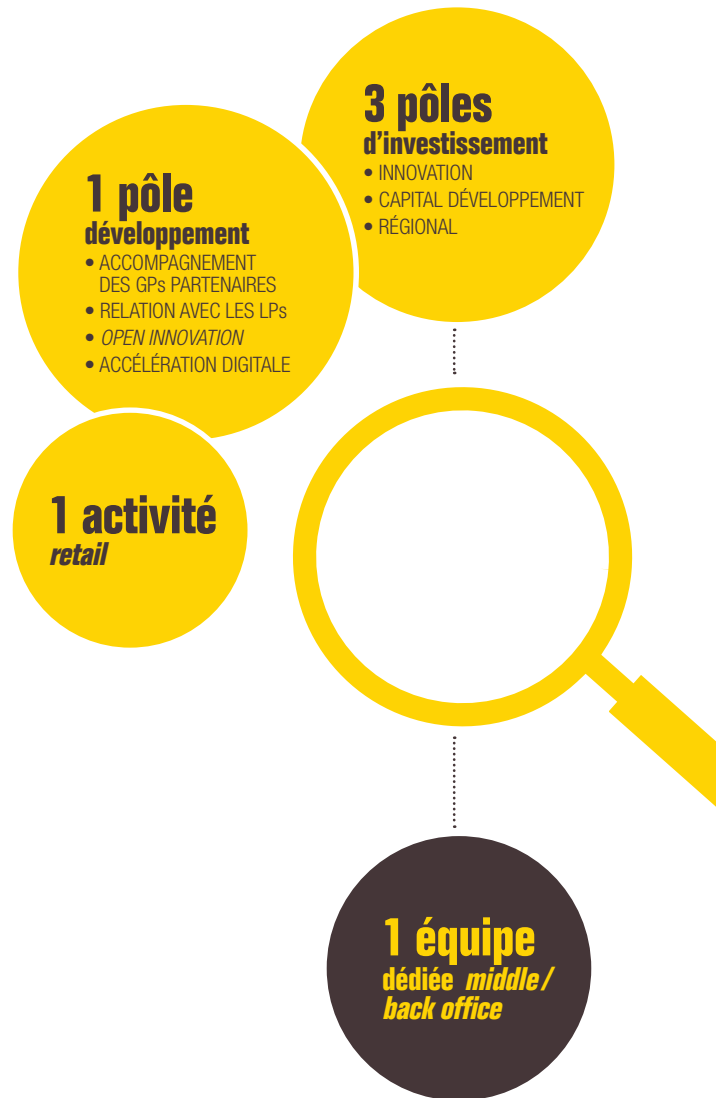 3 pôles
d'investissement
• INNOVATION
• CAPITAL DÉVELOPPEMENT
• RÉGIONAL
1 pôle
développement
• ACCOMPAGNEMENT
DES GPs PARTENAIRES
• RELATION AVEC LES LPs
• OPEN INNOVATION
• ACCÉLÉRATION DIGITALE
1 activité
retail
1 équipe
dédiée middle/
back office